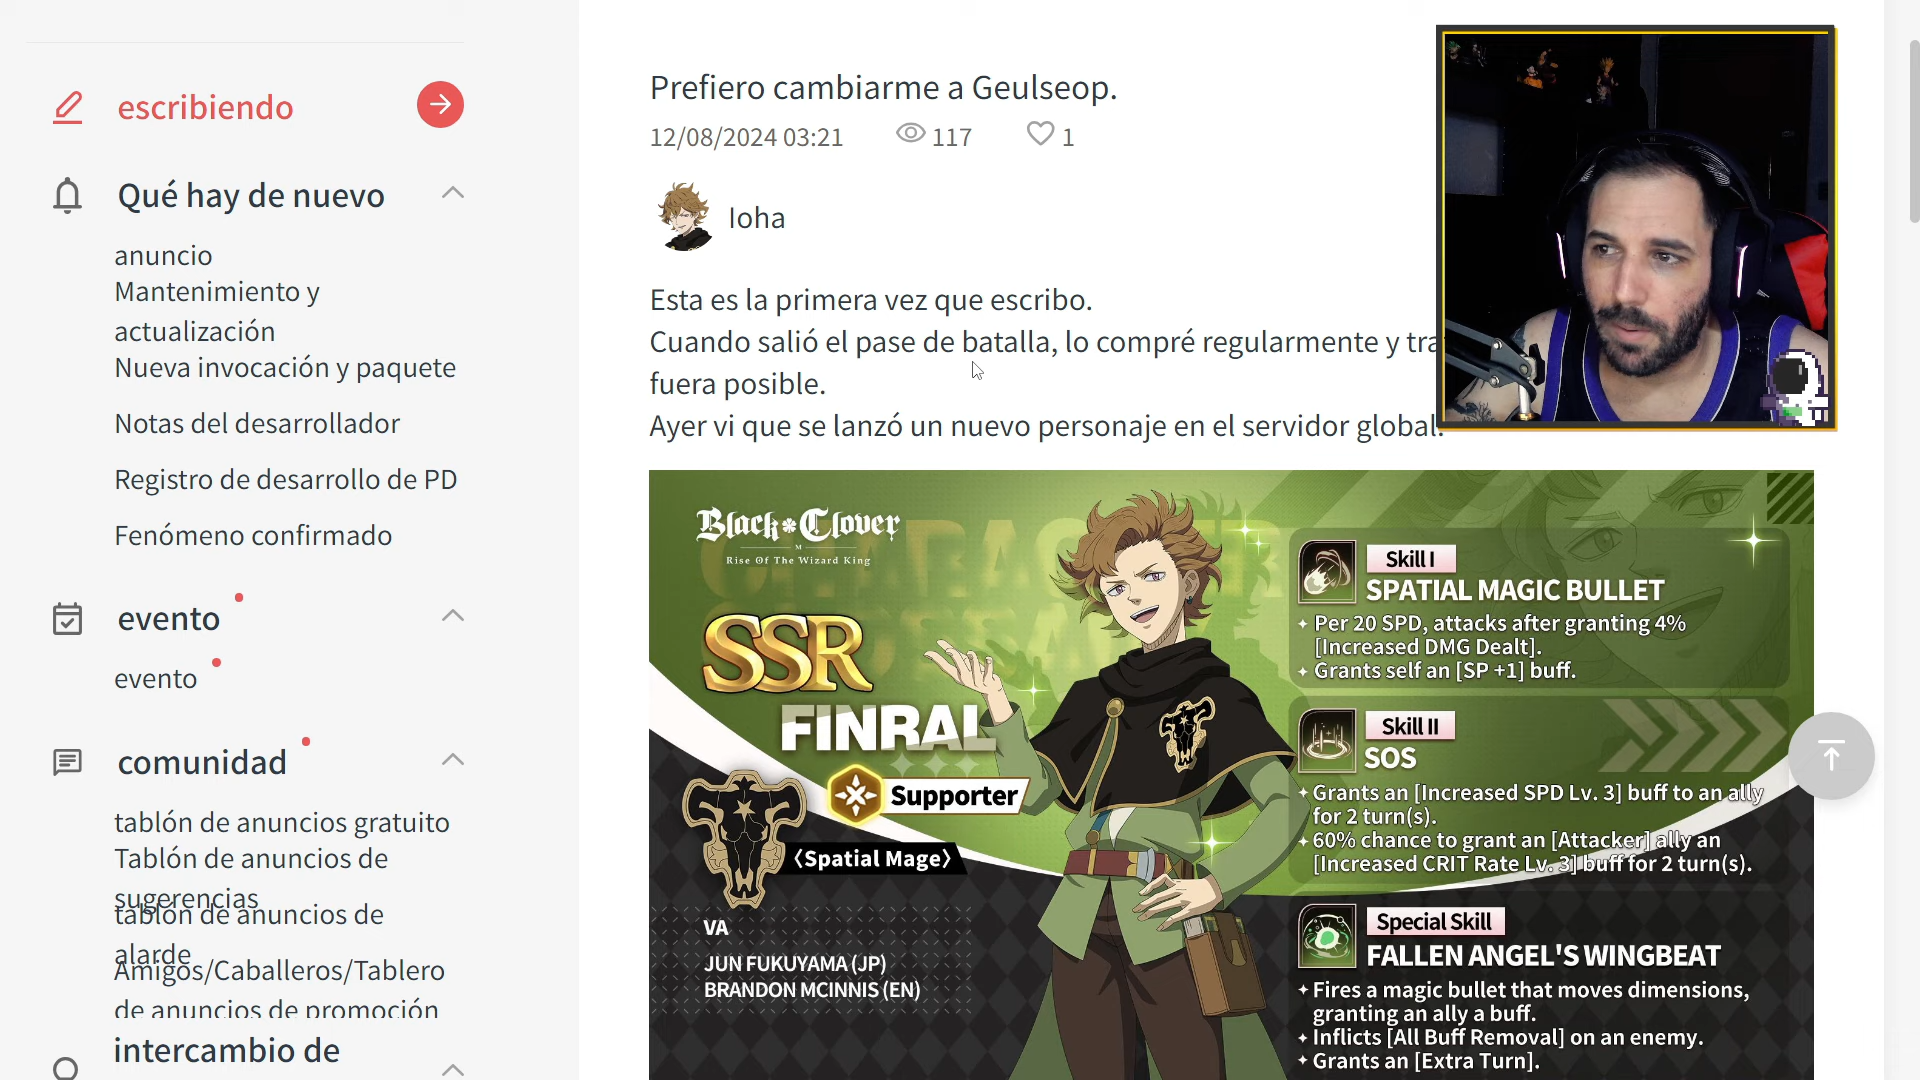 escribiendo
Qué hay de nuevo
anuncio
Mantenimiento y
actualización
Nueva invocación y paquete
Notas del desarrollador
Registro de desarrollo de PD
Fenómeno confirmado
evento
evento
comunidad
tablón de anuncios gratuito
Tablón de anuncios de
sugerencias
tablón de anuncios de
alarde
Amigos/Caballeros/Tablero
de anuncios de promoción
intercambio de
Prefiero cambiarme a Geulseop.
12/08/2024 03:21 117 1
Ioha
Esta es la primera vez que escribo.
Cuando salió el pase de batalla, lo compré regularmente y
fuera posible.
Ayer vi que se lanzó un nuevo personaje en el servidor global.
Black Clover
M
Rise Of The Wizard King
SSR
FINRAL
Supporter
〈Spatial Mage〉
VA
JUN FUKUYAMA (JP)
BRANDON MCINNIS (EN)
Skill I
SPATIAL MAGIC BULLET
Per 20 SPD, attacks after granting 4%
[Increased DMG Dealt].
Grants self an [SP +1] buff.
Skill II
SOS
Grants an [Increased SPD Lv. 3] buff to an ally
for 2 turn(s).
60% chance to grant an [Attacker] ally an
[Increased CRIT Rate Lv. 3] buff for 2 turn(s).
Special Skill
FALLEN ANGEL'S WINGBEAT
Fires a magic bullet that moves dimensions,
granting an ally a buff.
Inflicts [All Buff Removal] on an enemy.
Grants an [Extra Turn].